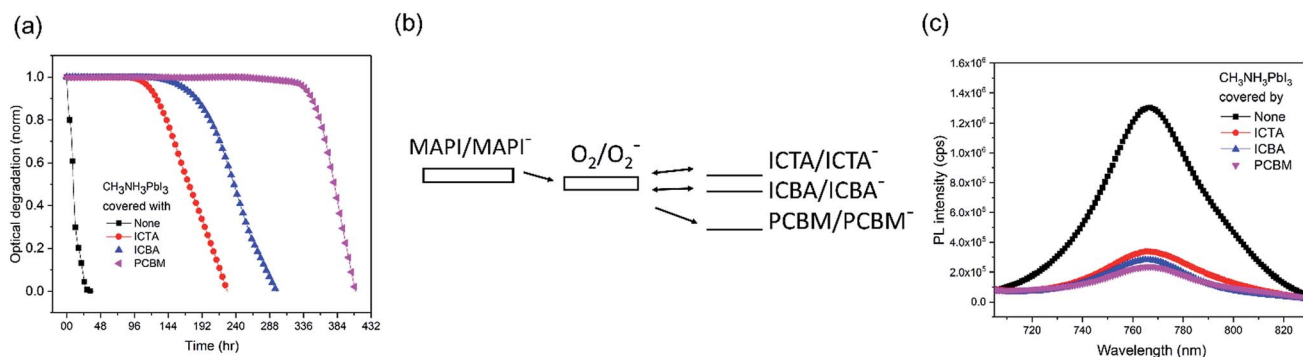 (a)
Optical degradation (norm)
1.0
0.8
0.6
0.4
0.2
0.0
CH₃NH₃PbI₃
covered with
None
ICTA
ICBA
PCBM
00 48 96 144 192 240 288 336 384 432
Time (hr)
(b)
MAPI/MAPI⁻
O₂/O₂⁻
ICTA/ICTA⁻
ICBA/ICBA⁻
PCBM/PCBM⁻
(c)
PL intensity (cps)
1.6x10⁶
1.4x10⁶
1.2x10⁶
1.0x10⁶
8.0x10⁵
6.0x10⁵
4.0x10⁵
2.0x10⁵
0.0
CH₃NH₃PbI₃
covered by
None
ICTA
ICBA
PCBM
720 740 760 780 800 820
Wavelength (nm)